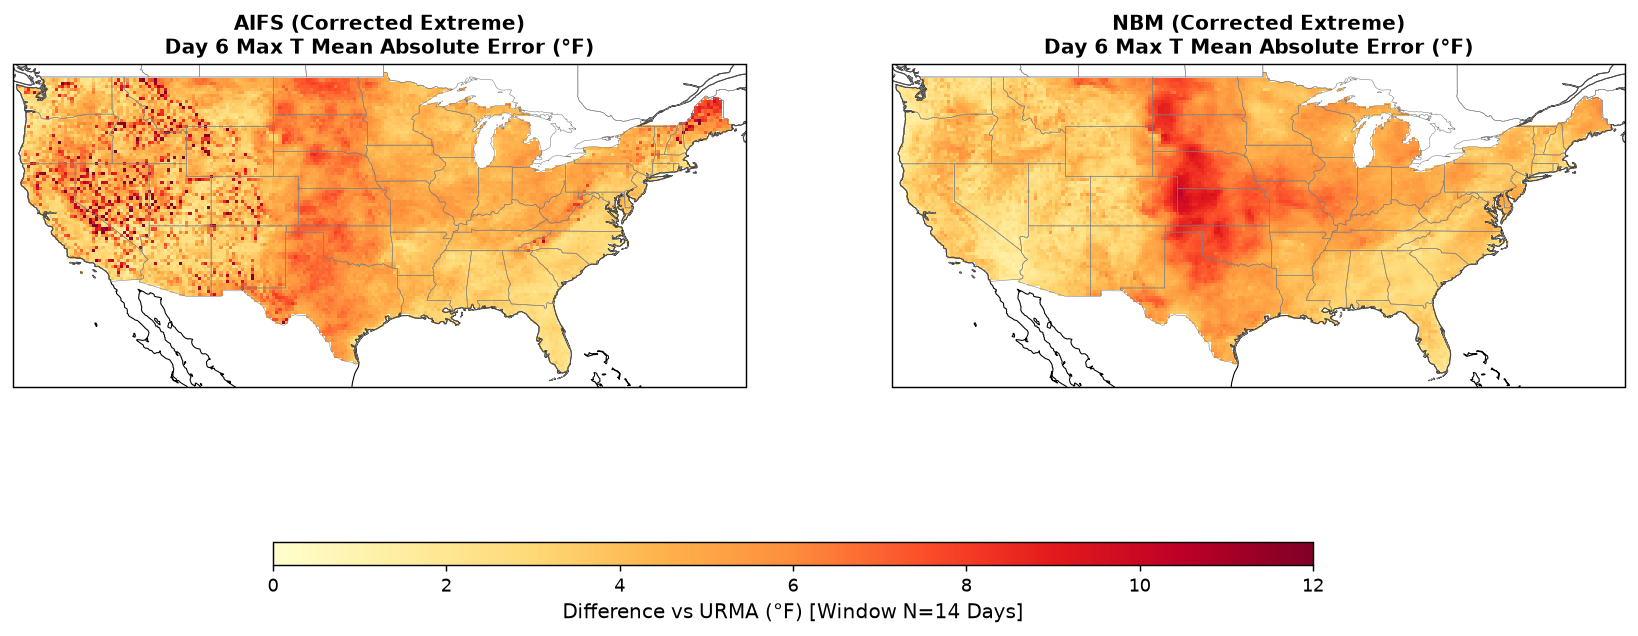 AIFS (Corrected Extreme)
Day 6 Max T Mean Absolute Error (°F)
NBM (Corrected Extreme)
Day 6 Max T Mean Absolute Error (°F)
0 2 4 6 8 10 12
Difference vs URMA (°F) [Window N=14 Days]